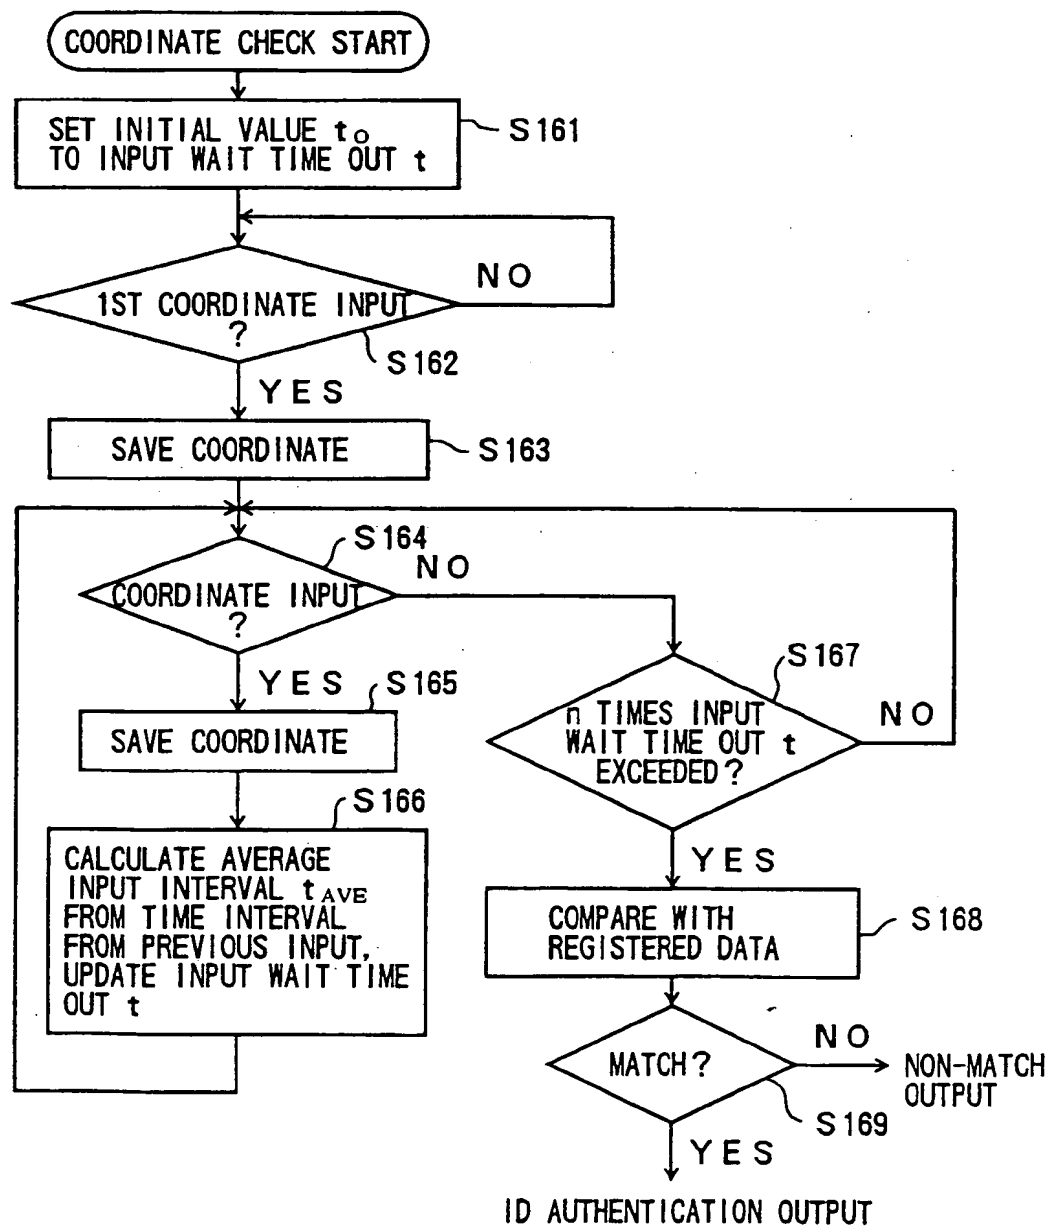 COORDINATE CHECK START
SET INITIAL VALUE to
TO INPUT WAIT TIME OUT t
S161
NO
1ST COORDINATE INPUT
?
S162
YES
SAVE COORDINATE
S163
S164
NO
COORDINATE INPUT
?
YES
S165
SAVE COORDINATE
S166
CALCULATE AVERAGE
INPUT INTERVAL tAVE
FROM TIME INTERVAL
FROM PREVIOUS INPUT,
UPDATE INPUT WAIT TIME
OUT t
S167
n TIMES INPUT
WAIT TIME OUT t
EXCEEDED?
NO
YES
COMPARE WITH
REGISTERED DATA
S168
MATCH?
NO
NON-MATCH
OUTPUT
S169
YES
ID AUTHENTICATION OUTPUT